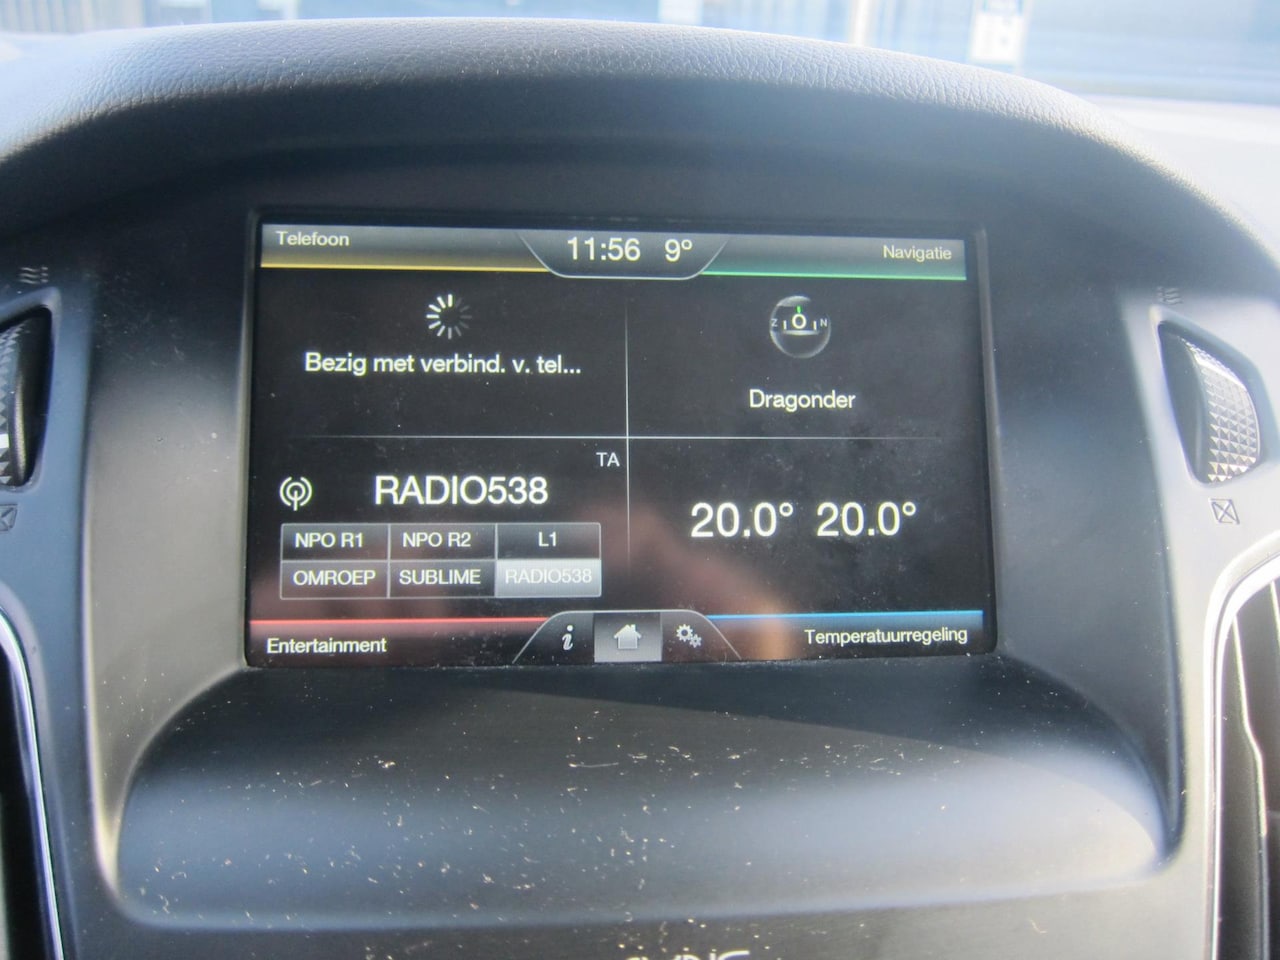 Telefoon
11:56 9°
Navigatie
Bezig met verbind. v. tel...
Z O N
Dragonder
TA
RADIO538
NPO R1 NPO R2 L1
OMROEP SUBLIME RADIO538
20.0° 20.0°
Entertainment
i
Temperatuurregeling